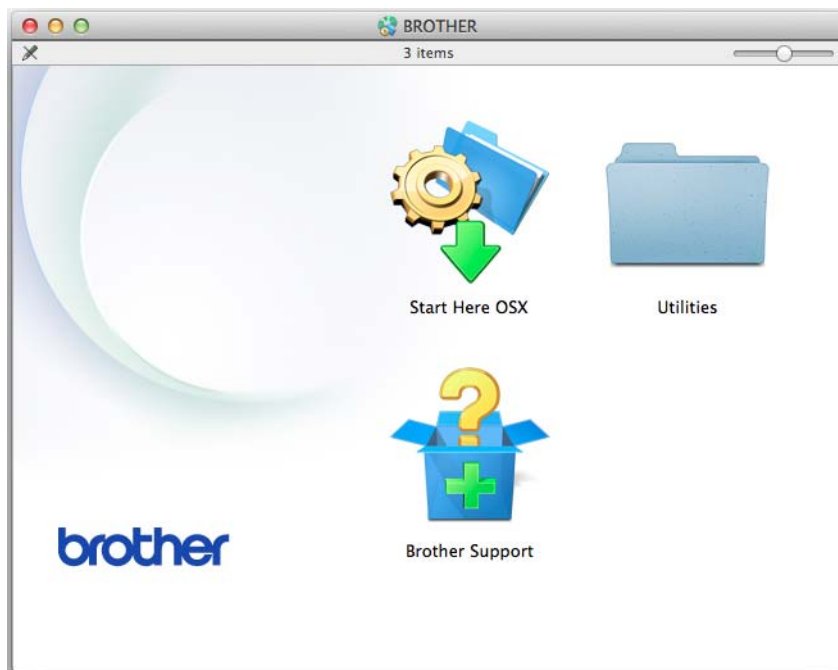 BROTHER
3 items
Start Here OSX
Utilities
Brother Support
brother